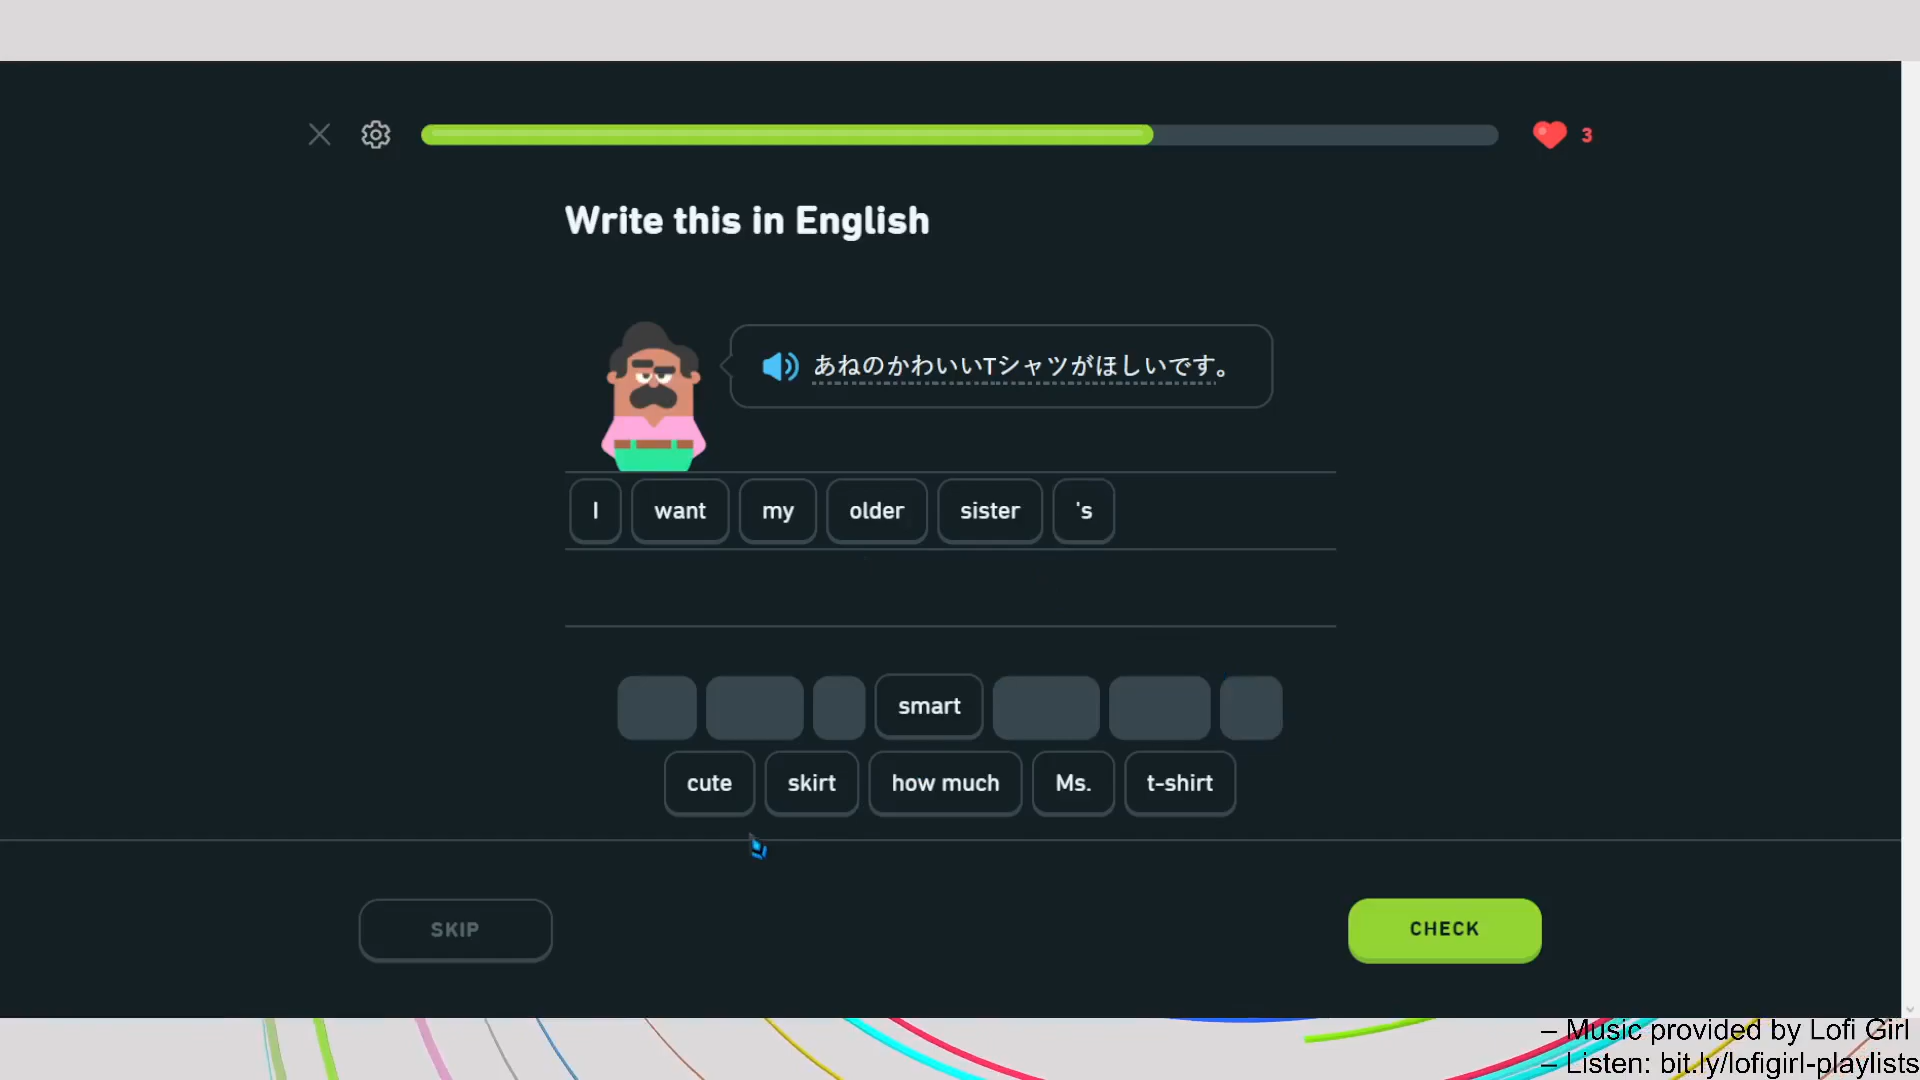 3
Write this in English
あねのかわいいTシャツがほしいです。
I want my older sister 's
smart
cute skirt how much Ms. t-shirt
SKIP CHECK
– Music provided by Lofi Girl
– Listen: bit.ly/lofigirl-playlists